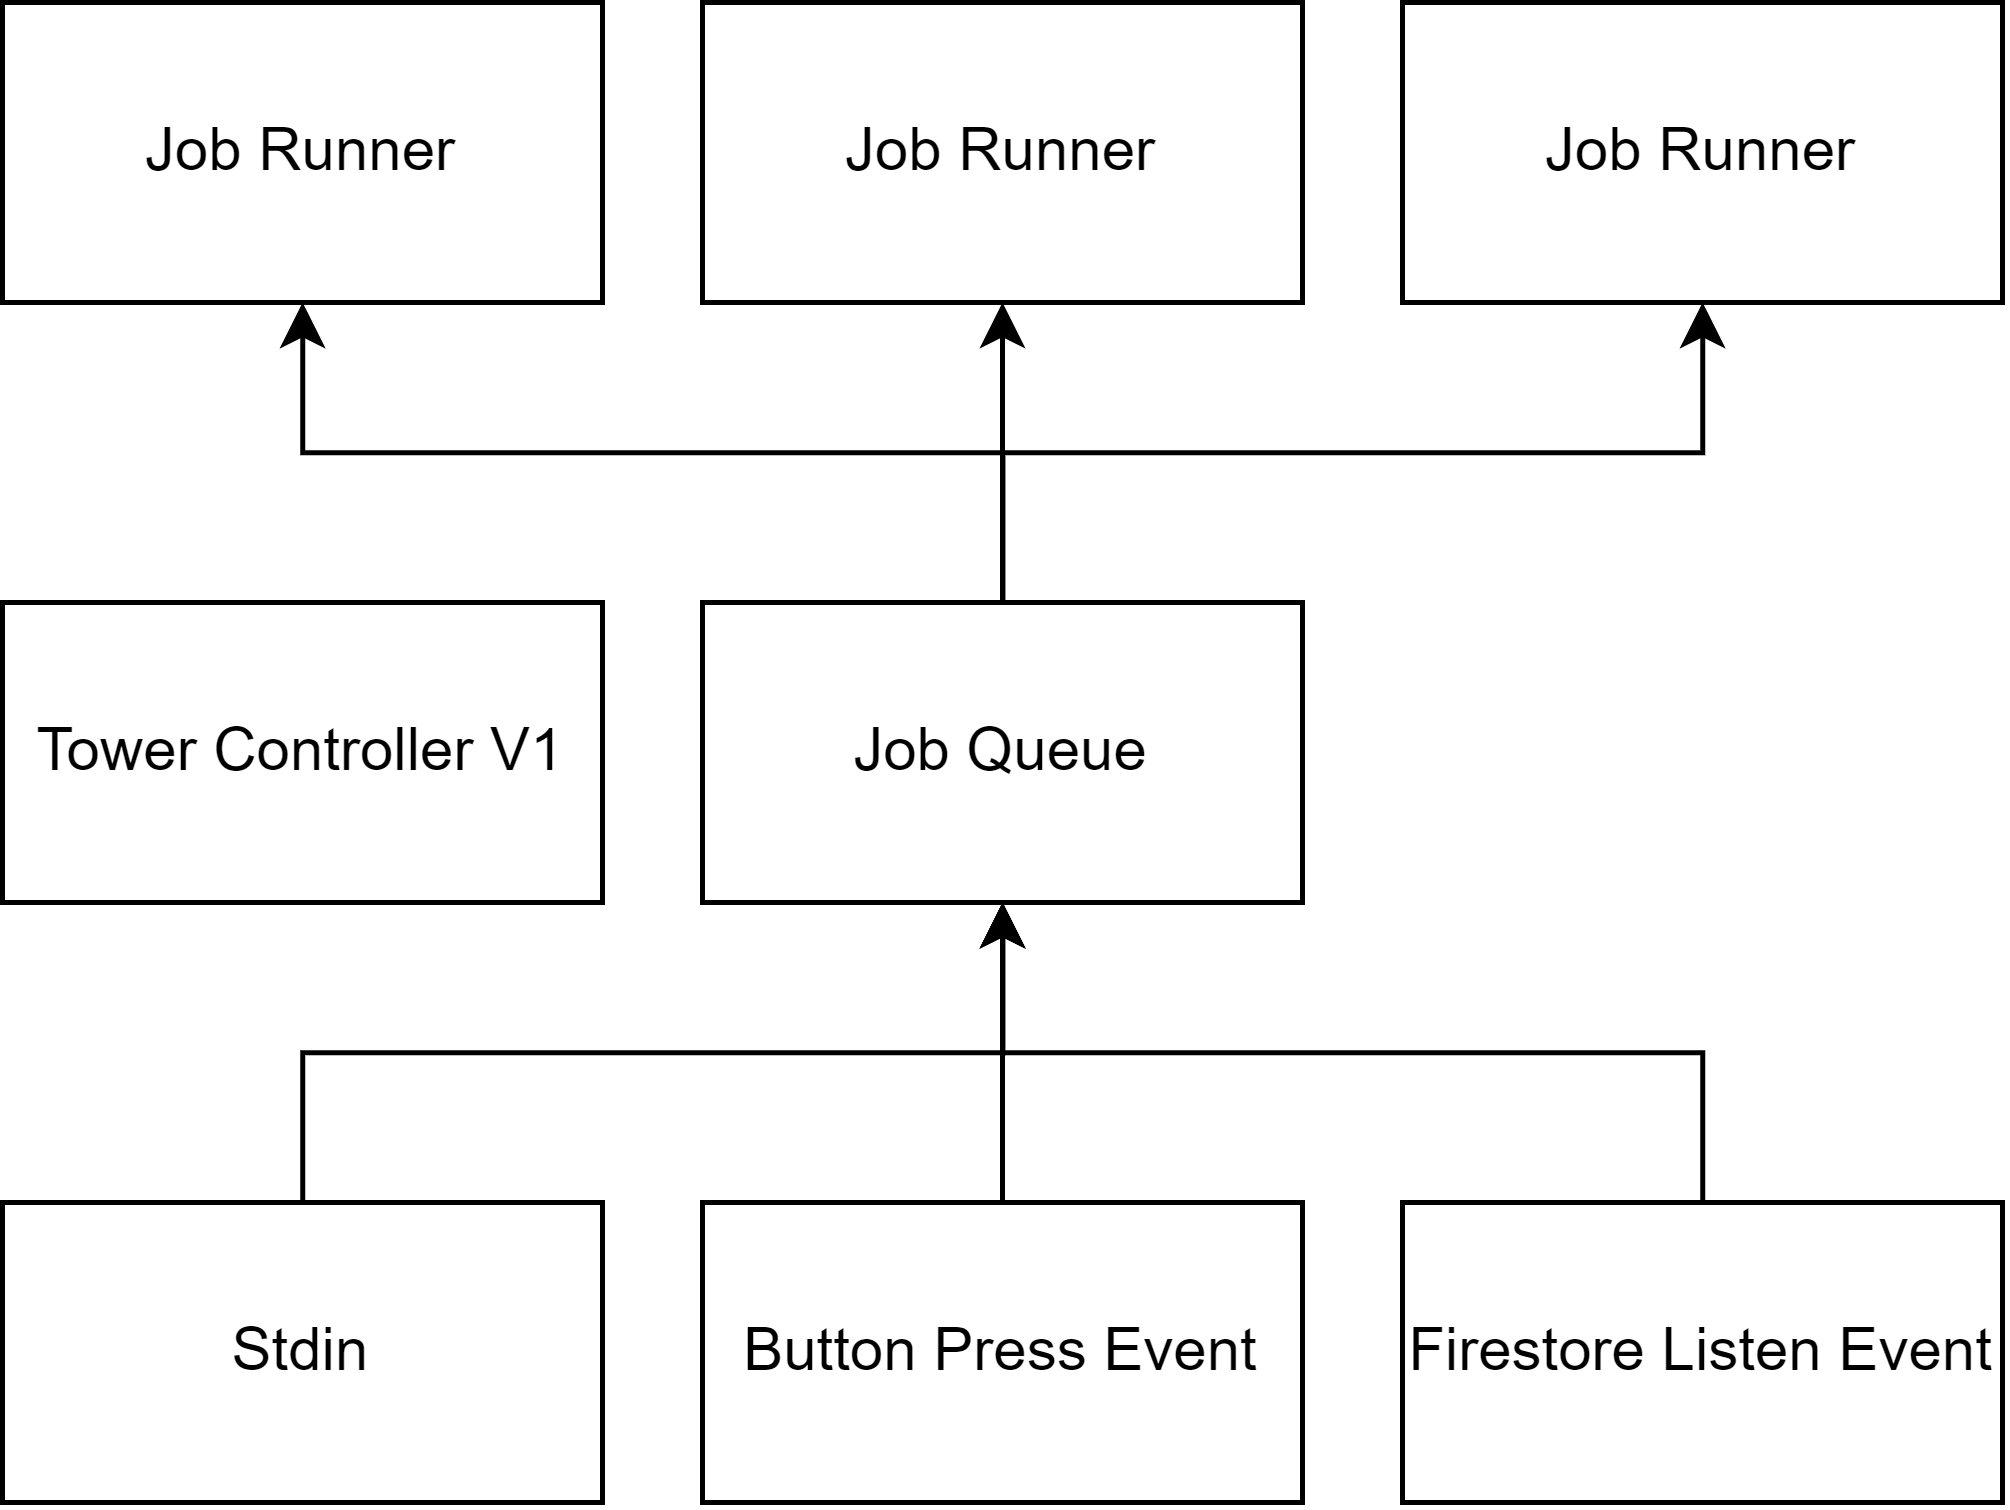 Job Runner
Job Runner
Job Runner
Tower Controller V1
Job Queue
Stdin
Button Press Event
Firestore Listen Event